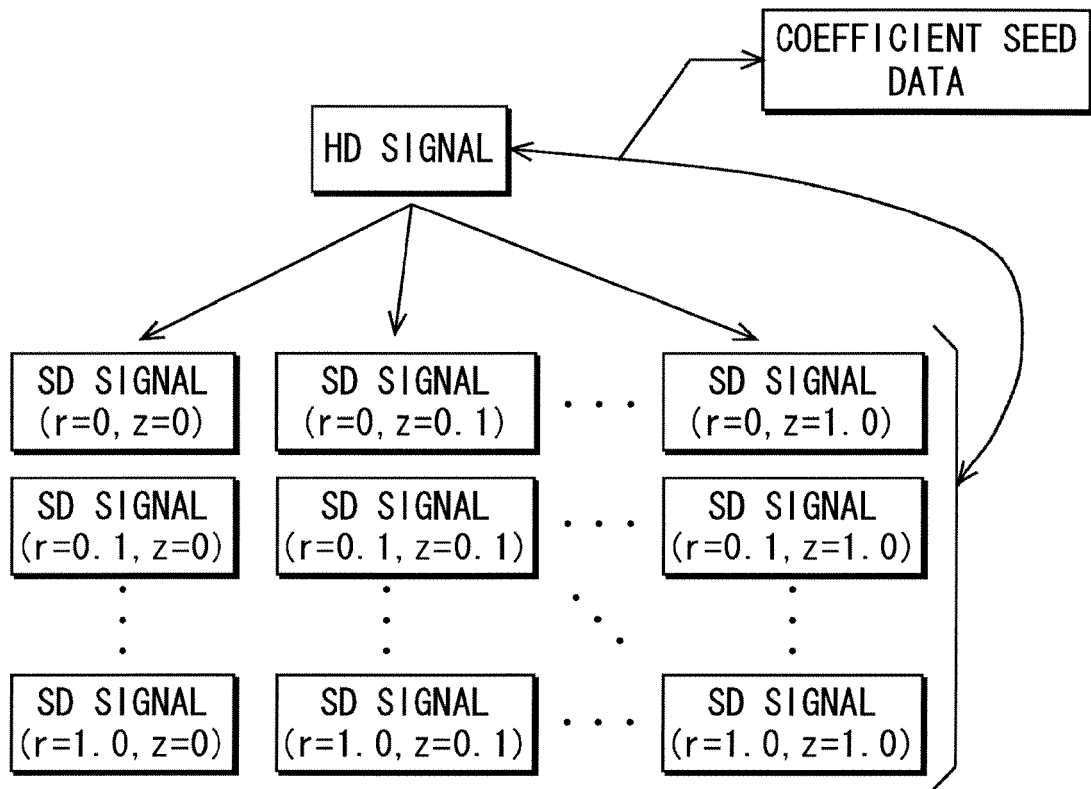 COEFFICIENT SEED
DATA
HD SIGNAL
SD SIGNAL
(r=0, z=0)
SD SIGNAL
(r=0, z=0.1)
. . .
SD SIGNAL
(r=0, z=1.0)
SD SIGNAL
(r=0.1, z=0)
SD SIGNAL
(r=0.1, z=0.1)
. . .
SD SIGNAL
(r=0.1, z=1.0)
SD SIGNAL
(r=1.0, z=0)
SD SIGNAL
(r=1.0, z=0.1)
. . .
SD SIGNAL
(r=1.0, z=1.0)